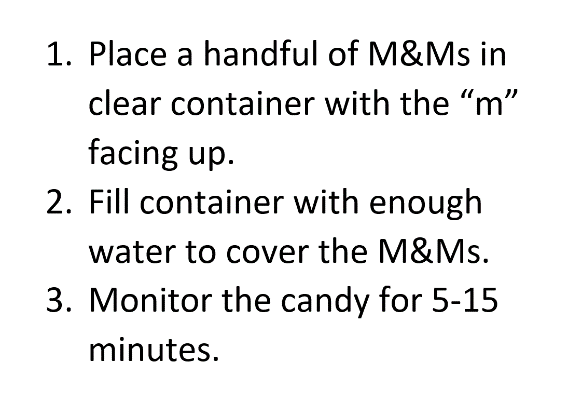 1. Place a handful of M&Ms in
clear container with the “m”
facing up.
2. Fill container with enough
water to cover the M&Ms.
3. Monitor the candy for 5-15
minutes.